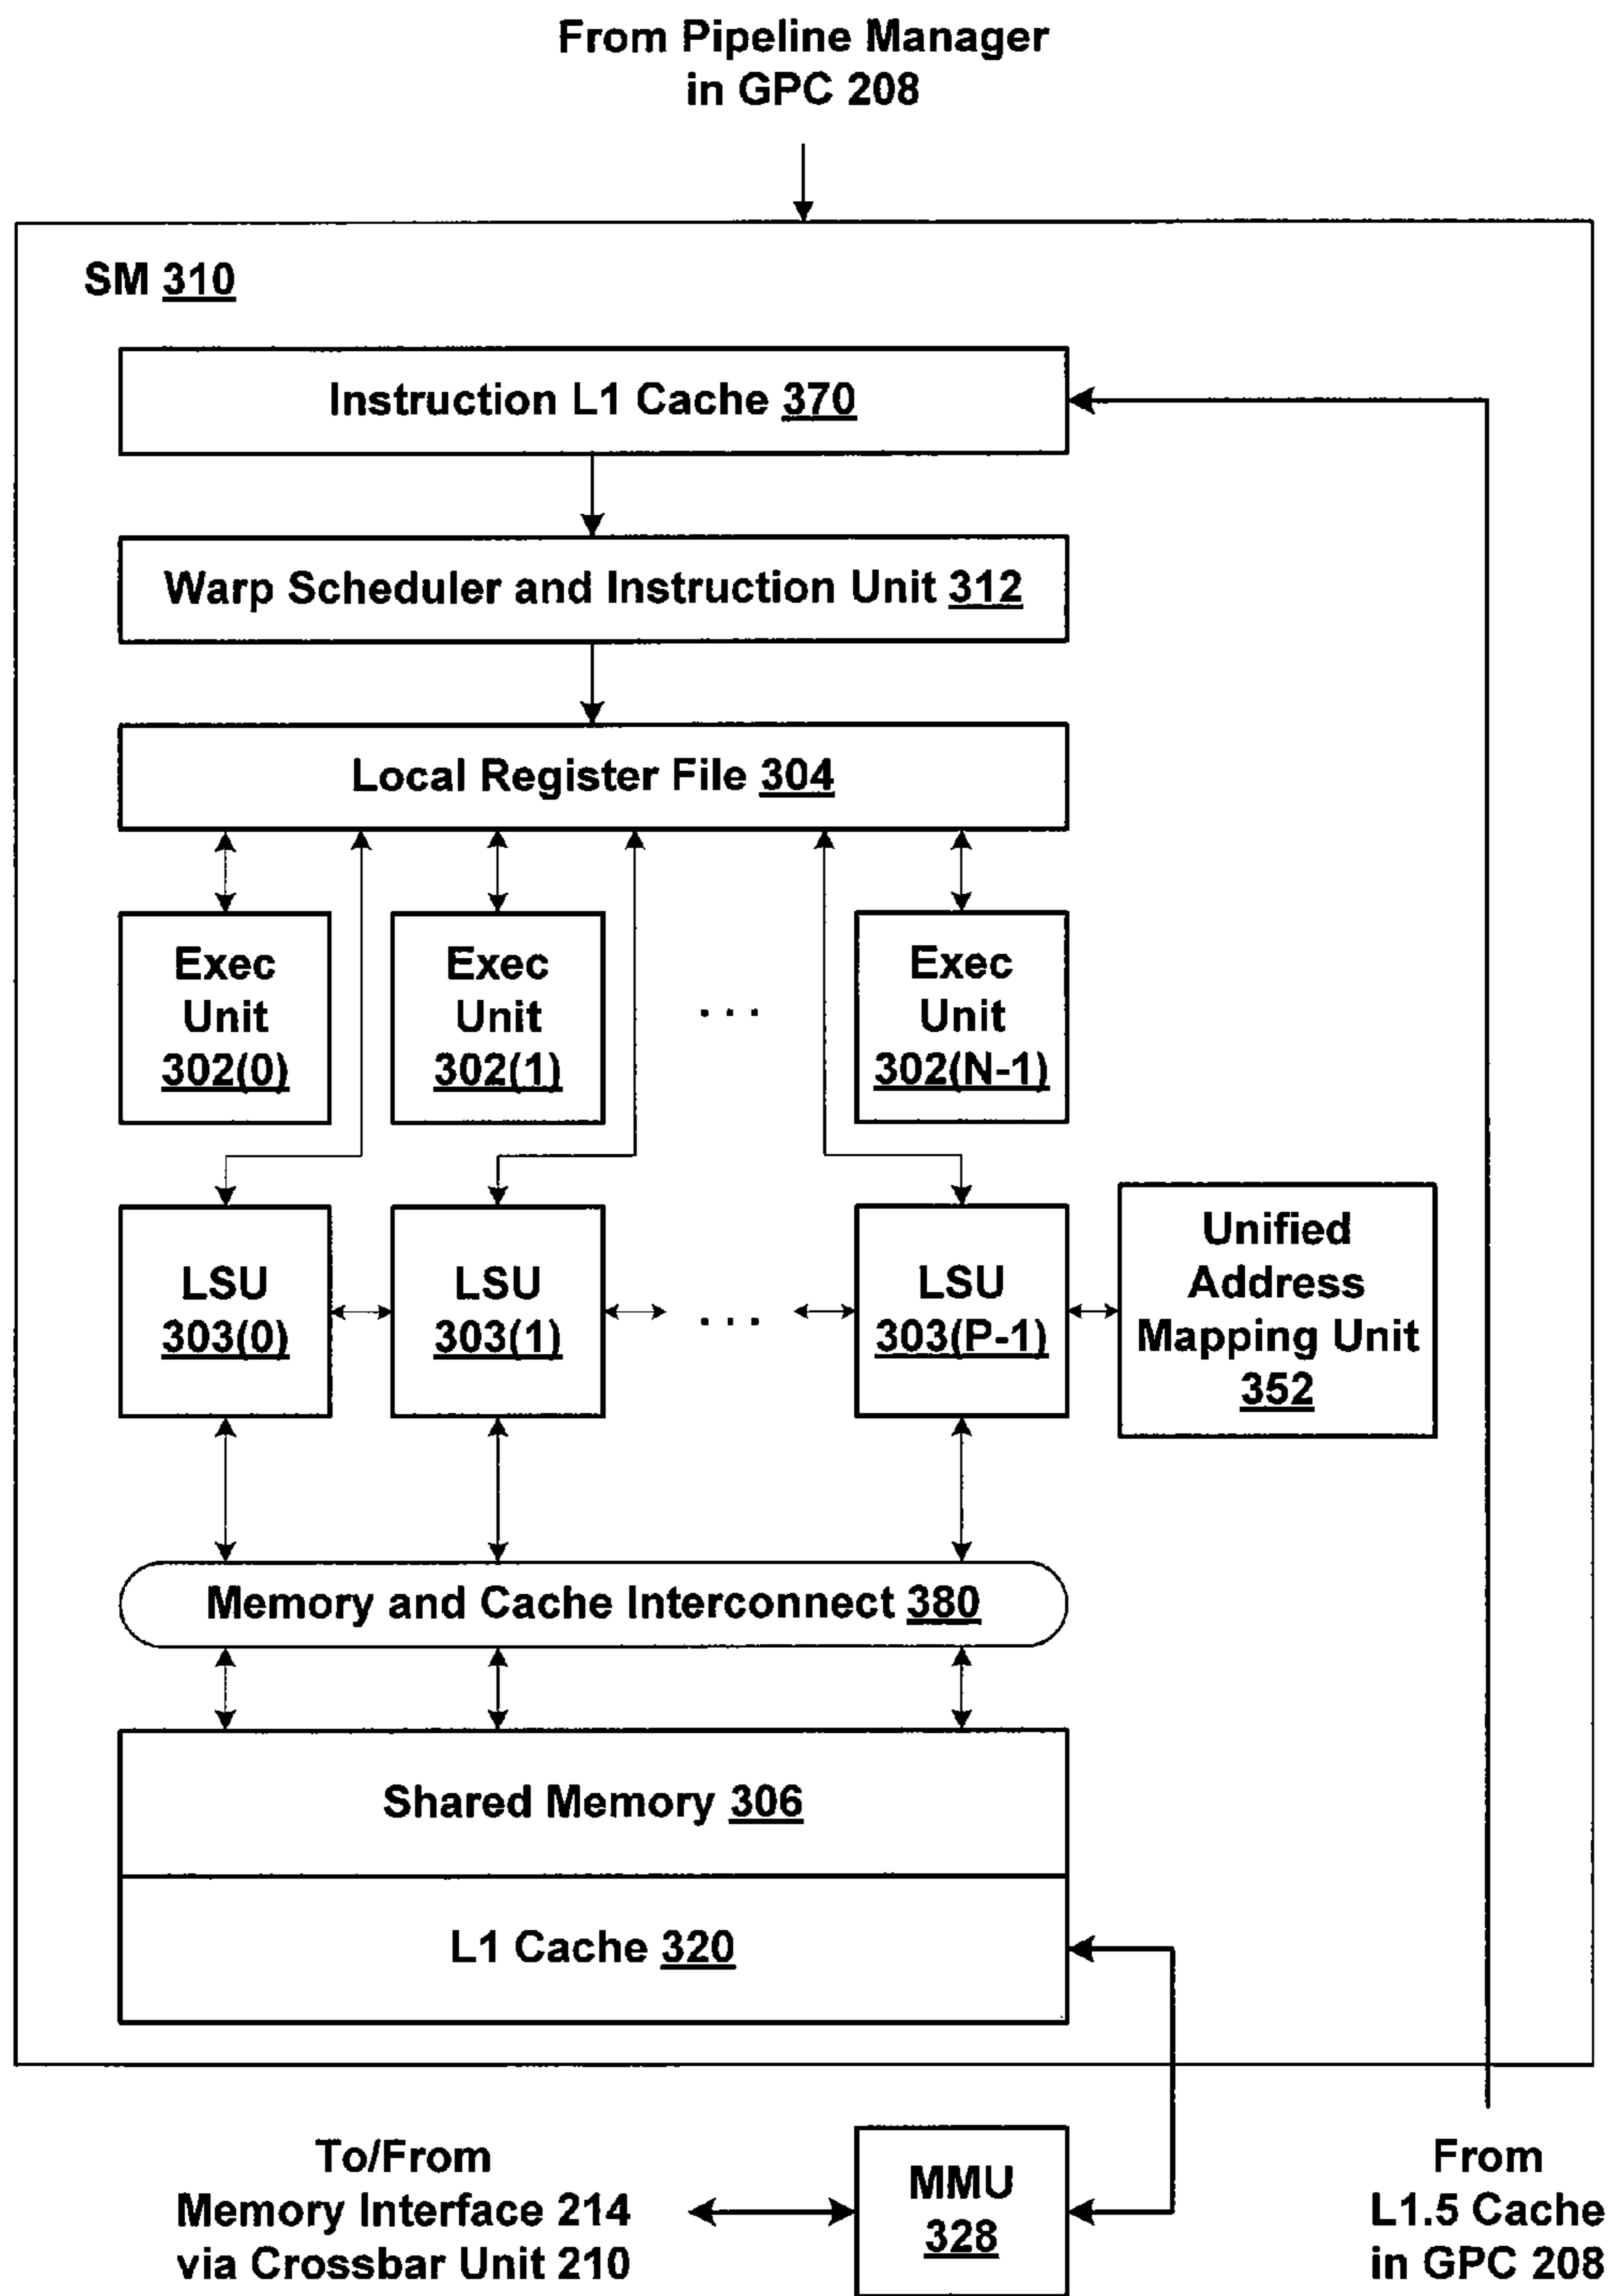 From Pipeline Manager
in GPC 208
SM 310
Instruction L1 Cache 370
Warp Scheduler and Instruction Unit 312
Local Register File 304
Exec
Unit
302(0)
Exec
Unit
302(1)
. . .
Exec
Unit
302(N-1)
LSU
303(0)
LSU
303(1)
. . .
LSU
303(P-1)
Unified
Address
Mapping Unit
352
Memory and Cache Interconnect 380
Shared Memory 306
L1 Cache 320
To/From
Memory Interface 214
via Crossbar Unit 210
MMU
328
From
L1.5 Cache
in GPC 208